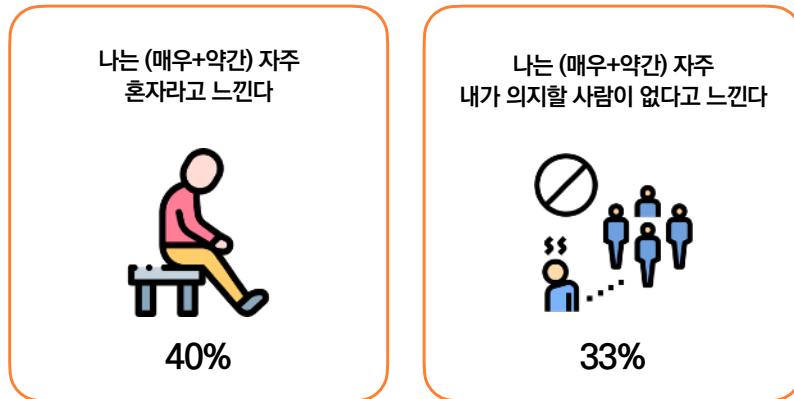 나는 (매우+약간) 자주
혼자라고 느낀다
40%
나는 (매우+약간) 자주
내가 의지할 사람이 없다고 느낀다
33%